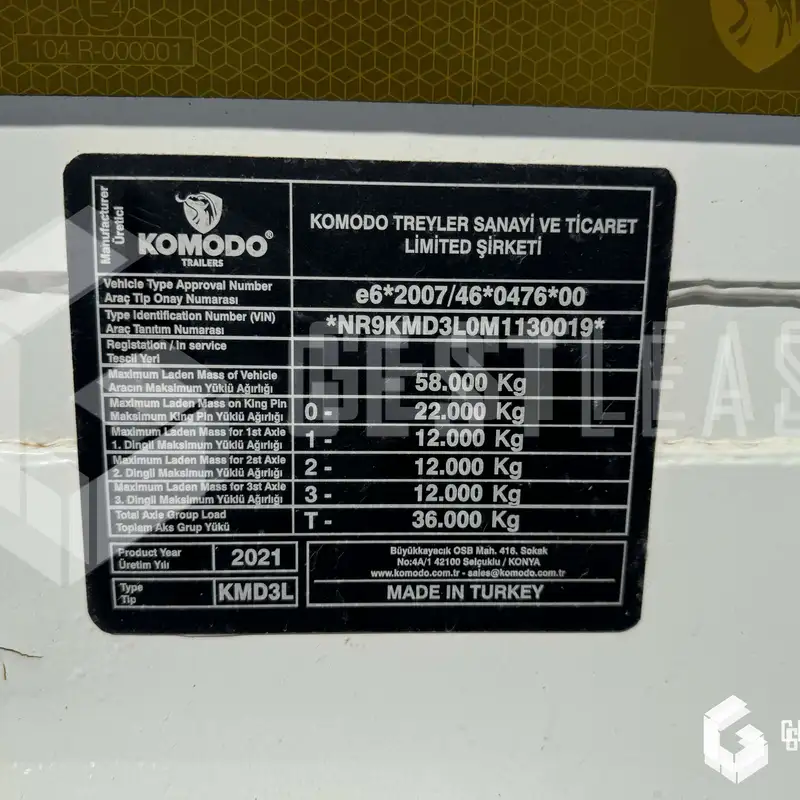 E4
104 R-000001
Manufacturer
Üretici
KOMODO®
TRAILERS
KOMODO TREYLER SANAYİ VE TİCARET
LİMİTED ŞİRKETİ
Vehicle Type Approval Number
Araç Tip Onay Numarası
e6*2007/46*0476*00
Type Identification Number (VIN)
Araç Tanıtım Numarası
*NR9KMD3L0M1130019*
Registation / in service
Tescil Yeri
Maximum Laden Mass of Vehicle
Aracın Maksimum Yüklü Ağırlığı
58.000 Kg
Maximum Laden Mass on King Pin
Maksimum King Pin Yüklü Ağırlığı
0 - 22.000 Kg
Maximum Laden Mass for 1st Axle
1. Dingil Maksimum Yüklü Ağırlığı
1 - 12.000 Kg
Maximum Laden Mass for 2st Axle
2. Dingil Maksimum Yüklü Ağırlığı
2 - 12.000 Kg
Maximum Laden Mass for 3st Axle
3. Dingil Maksimum Yüklü Ağırlığı
3 - 12.000 Kg
Total Axle Group Load
Toplam Aks Grup Yükü
T - 36.000 Kg
Product Year
Üretim Yılı
2021
Type
Tip
KMD3L
Büyükkayacık OSB Mah. 416. Sokak
No:4A/1 42100 Selçuklu / KONYA
www.komodo.com.tr - sales@komodo.com.tr
MADE IN TURKEY
GESTLEAS